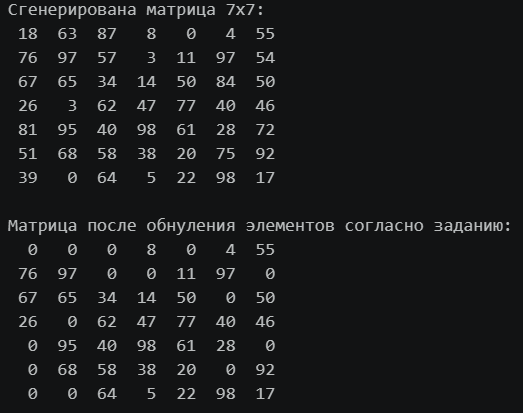 Сгенерирована матрица 7x7:
18 63 87 8 0 4 55
76 97 57 3 11 97 54
67 65 34 14 50 84 50
26 3 62 47 77 40 46
81 95 40 98 61 28 72
51 68 58 38 20 75 92
39 0 64 5 22 98 17
Матрица после обнуления элементов согласно заданию:
0 0 0 8 0 4 55
76 97 0 0 11 97 0
67 65 34 14 50 0 50
26 0 62 47 77 40 46
0 95 40 98 61 28 0
0 68 58 38 20 0 92
0 0 64 5 22 98 17